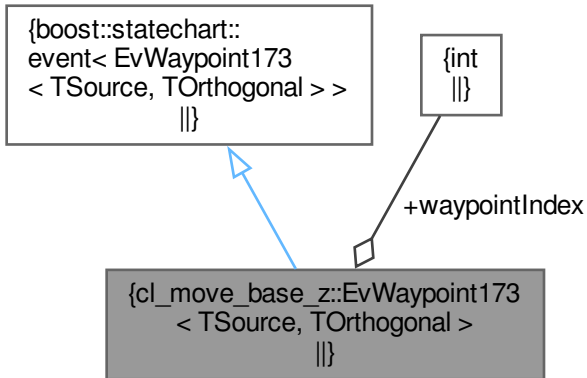 {boost::statechart::
event< EvWaypoint173
< TSource, TOrthogonal > >
||}
{int
||}
+waypointIndex
{cl_move_base_z::EvWaypoint173
< TSource, TOrthogonal >
||}